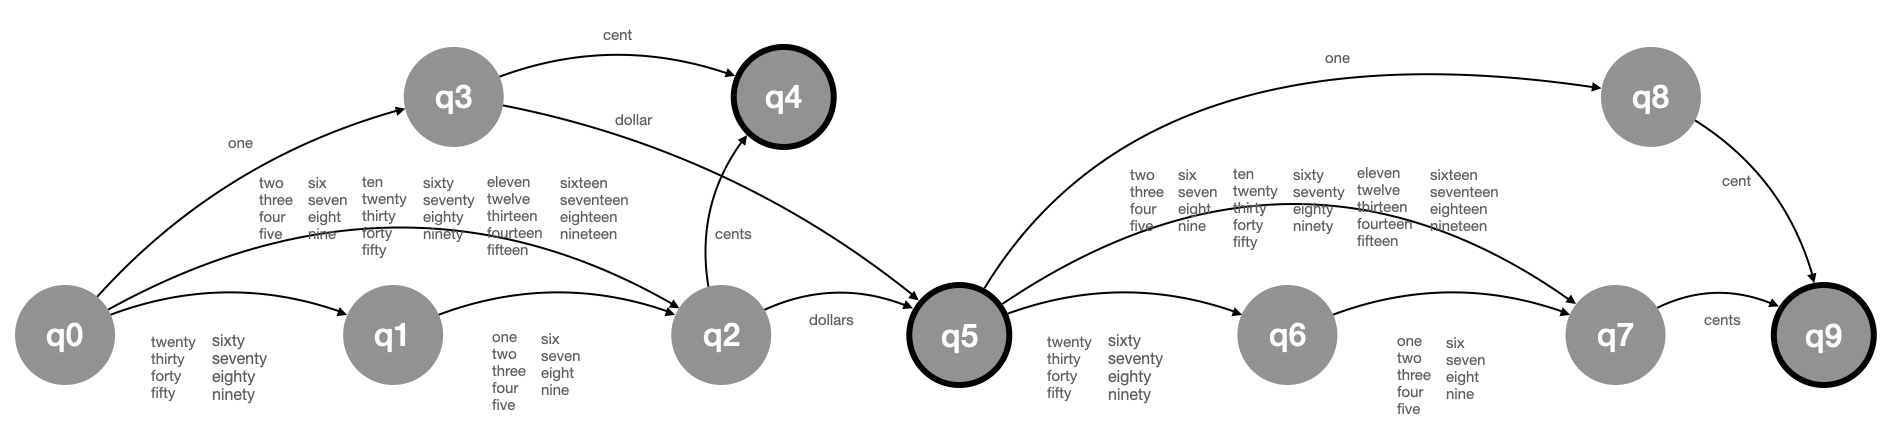 cent
one
q3
q4
q8
dollar
one
two six ten sixty eleven sixteen
three seven twenty seventy twelve seventeen
four eight thirty eighty thirteen eighteen
five nine forty ninety fourteen nineteen
fifty fifteen
two six ten sixty eleven sixteen
three seven twenty seventy twelve seventeen
four eight thirty eighty thirteen eighteen
five nine forty ninety fourteen nineteen
fifty fifteen
cent
cents
q0
q1
q2
q5
q6
q7
q9
dollars
cents
twenty sixty
thirty seventy
forty eighty
fifty ninety
one six
two seven
three eight
four nine
five
twenty sixty
thirty seventy
forty eighty
fifty ninety
one six
two seven
three eight
four nine
five